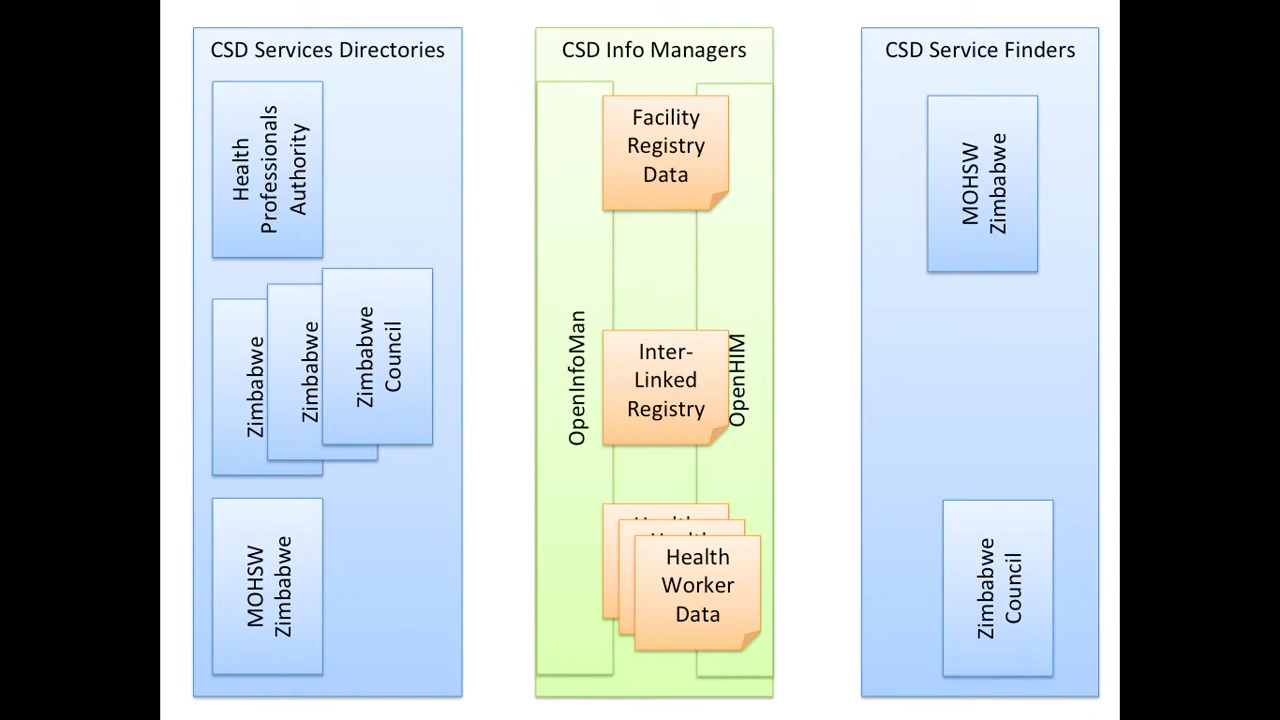 CSD Services Directories
Health
Professionals
Authority
Zimbabwe
Zimbabwe
Zimbabwe
Council
MOHSW
Zimbabwe
CSD Info Managers
OpenInfoMan
Facility
Registry
Data
Inter-
Linked
Registry
OpenHIM
Health
Worker
Data
CSD Service Finders
MOHSW
Zimbabwe
Zimbabwe
Council